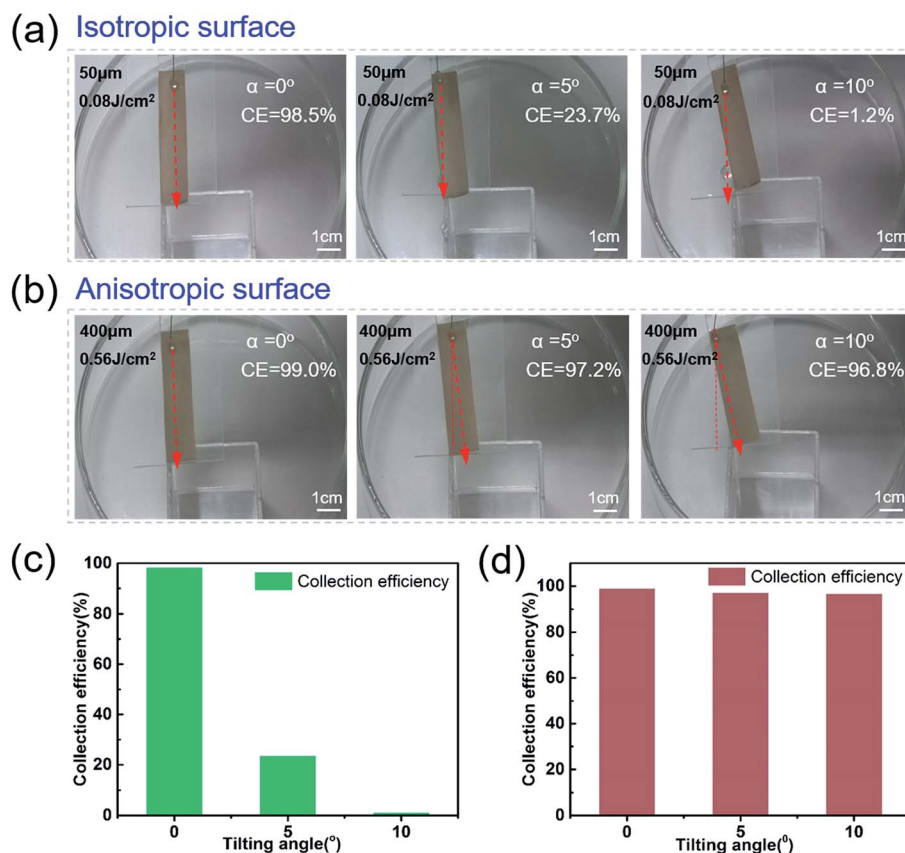 (a) Isotropic surface
50μm
0.08J/cm²
α =0°
CE=98.5%
1cm
50μm
0.08J/cm²
α =5°
CE=23.7%
1cm
50μm
0.08J/cm²
α =10°
CE=1.2%
1cm
(b) Anisotropic surface
400μm
0.56J/cm²
α =0°
CE=99.0%
1cm
400μm
0.56J/cm²
α =5°
CE=97.2%
1cm
400μm
0.56J/cm²
α =10°
CE=96.8%
1cm
(c)
Collection efficiency
Collection efficiency(%)
100
80
60
40
20
0
0 5 10
Tilting angle(°)
(d)
Collection efficiency
Collection efficiency(%)
100
80
60
40
20
0
0 5 10
Tilting angle(⁰)